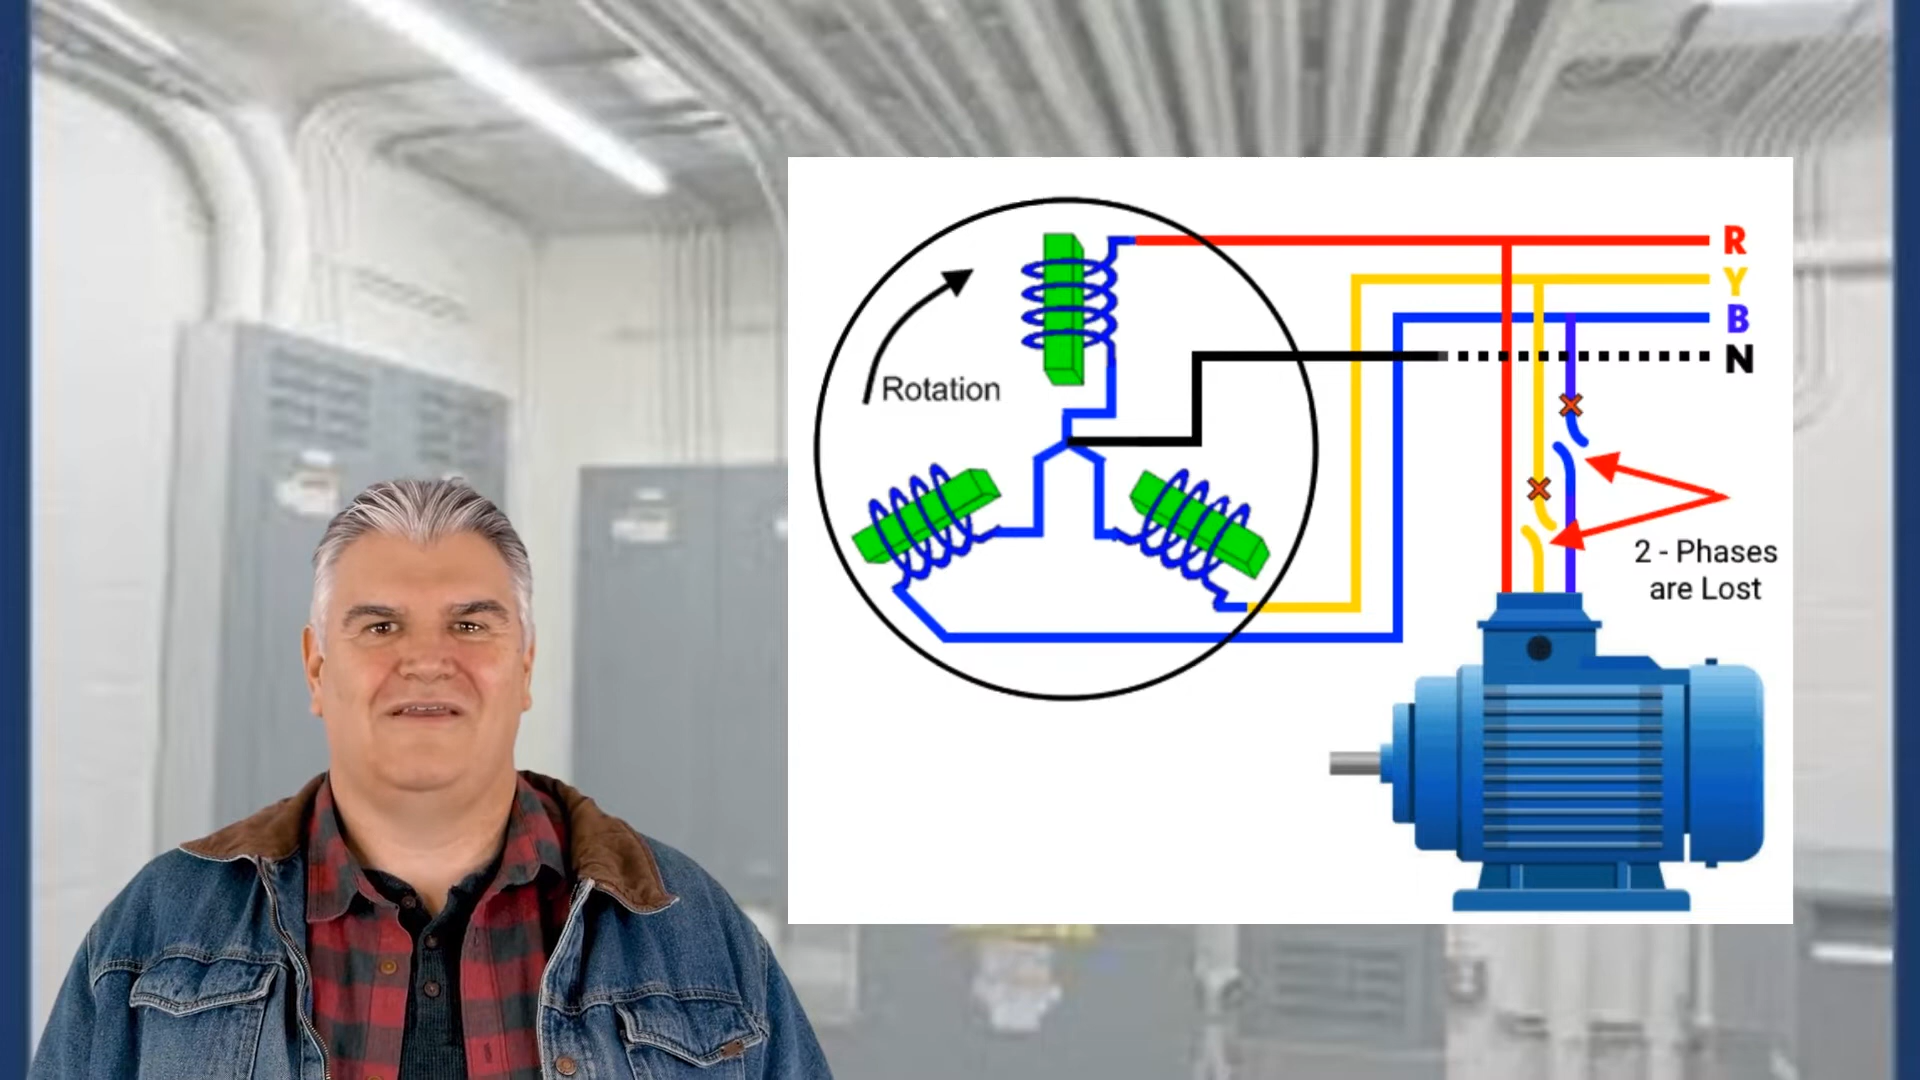 R
Y
B
N
Rotation
2 - Phases
are Lost